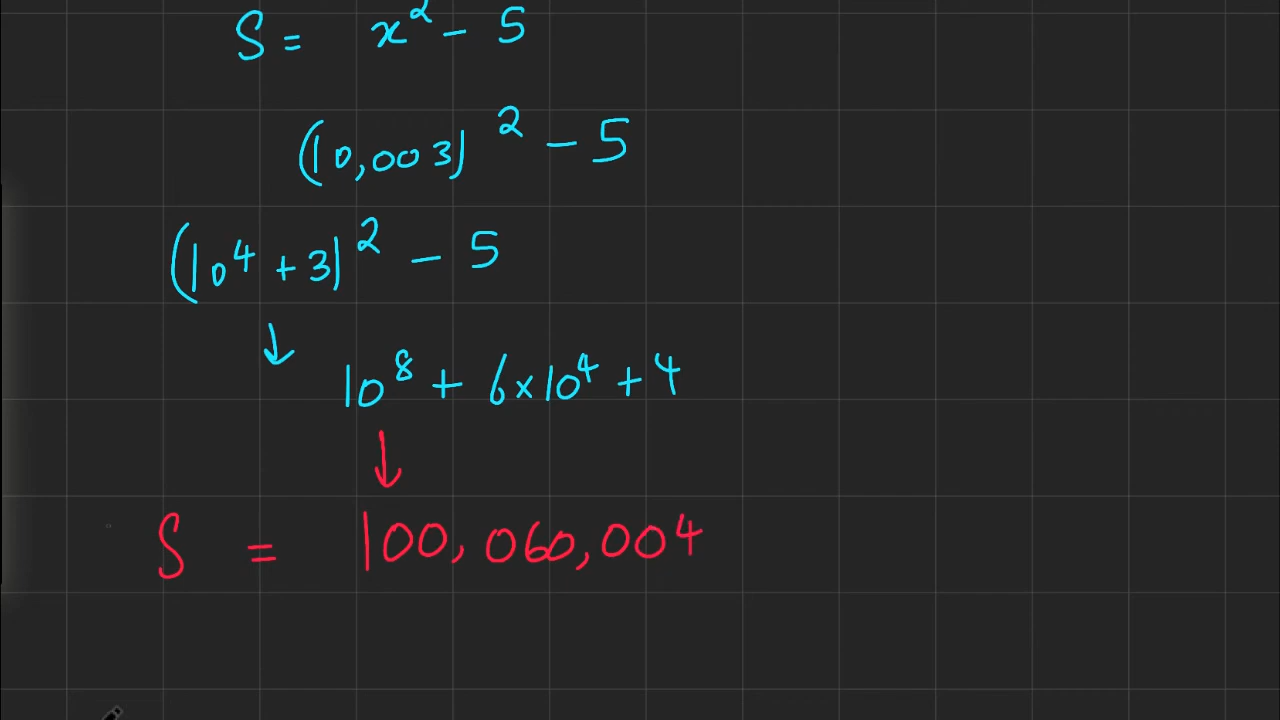 S = x² - 5
(10,003)² - 5
(10⁴ + 3)² - 5
↓
10⁸ + 6×10⁴ + 4
↓
S = 100,060,004